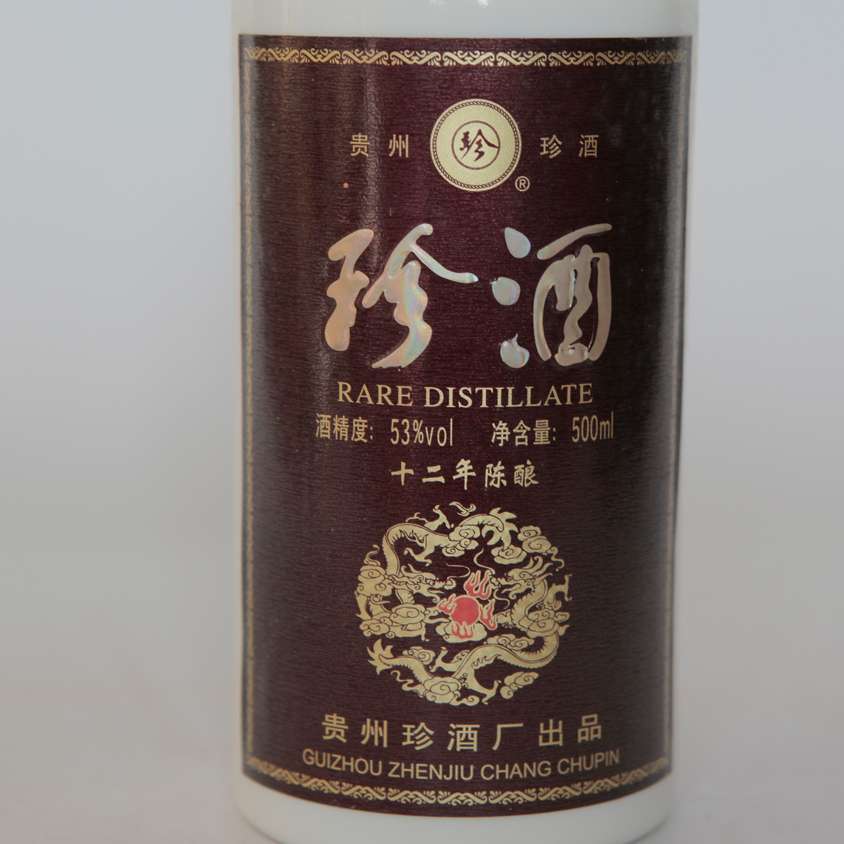 贵州 珍 珍酒
®
珍酒
RARE DISTILLATE
酒精度: 53%vol 净含量: 500ml
十二年陈酿
贵州珍酒厂出品
GUIZHOU ZHENJIU CHANG CHUPIN